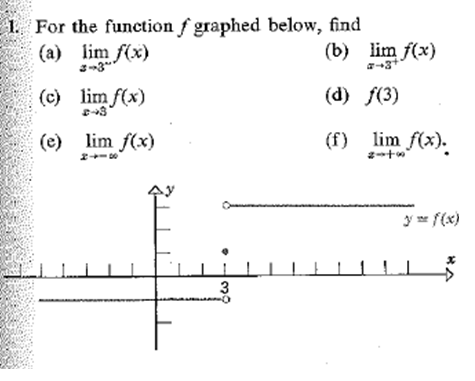 1. For the function f graphed below, find
(a) lim f(x)
x→3⁻
(b) lim f(x)
x→3⁺
(c) lim f(x)
x→3
(d) f(3)
(e) lim f(x)
x→-∞
(f) lim f(x).
x→+∞
y
y = f(x)
x
3